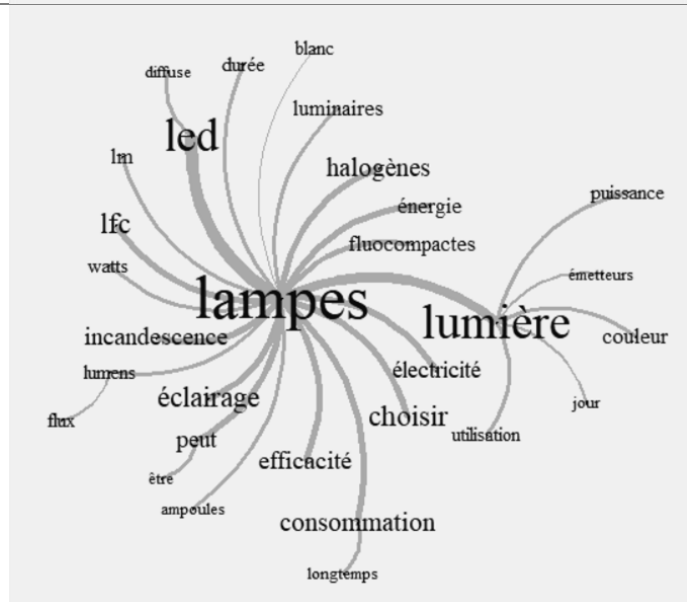 blanc
durée
diffuse
luminaires
led
lm
halogènes
puissance
énergie
lfc
fluocompactes
watts
émetteurs
lampes
lumière
incandescence
couleur
électricité
lumens
éclairage
jour
choisir
flux
utilisation
peut
efficacité
être
ampoules
consommation
longtemps